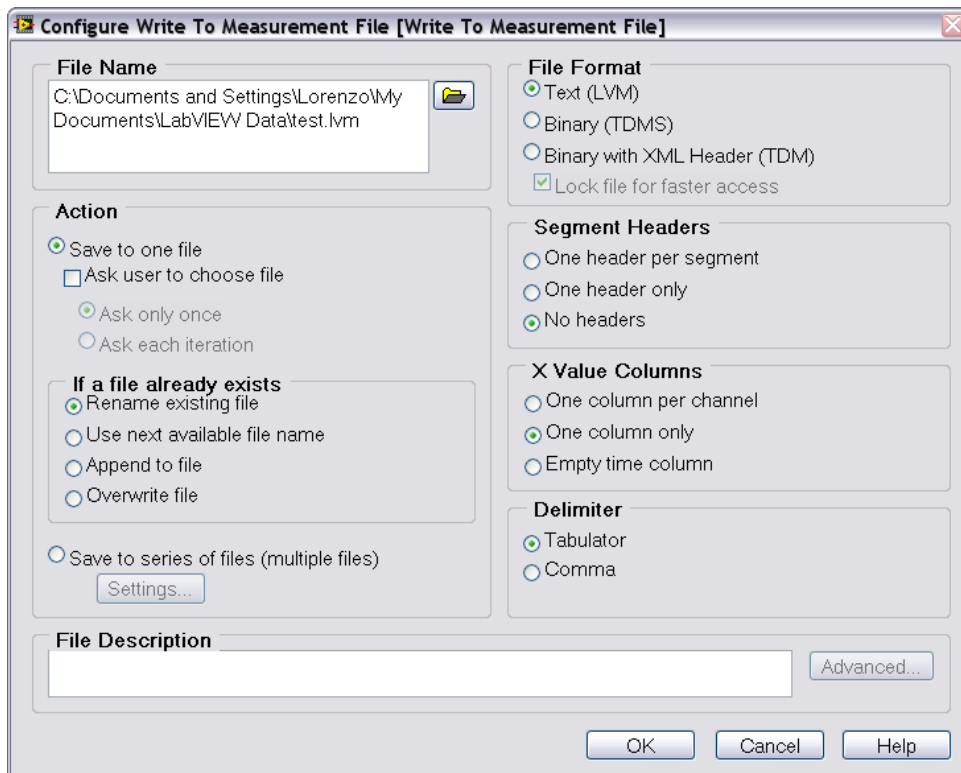 Configure Write To Measurement File [Write To Measurement File]
File Name
C:\Documents and Settings\Lorenzo\My
Documents\LabVIEW Data\test.lvm
Action
Save to one file
Ask user to choose file
Ask only once
Ask each iteration
If a file already exists
Rename existing file
Use next available file name
Append to file
Overwrite file
Save to series of files (multiple files)
Settings...
File Format
Text (LVM)
Binary (TDMS)
Binary with XML Header (TDM)
Lock file for faster access
Segment Headers
One header per segment
One header only
No headers
X Value Columns
One column per channel
One column only
Empty time column
Delimiter
Tabulator
Comma
File Description
Advanced...
OK
Cancel
Help